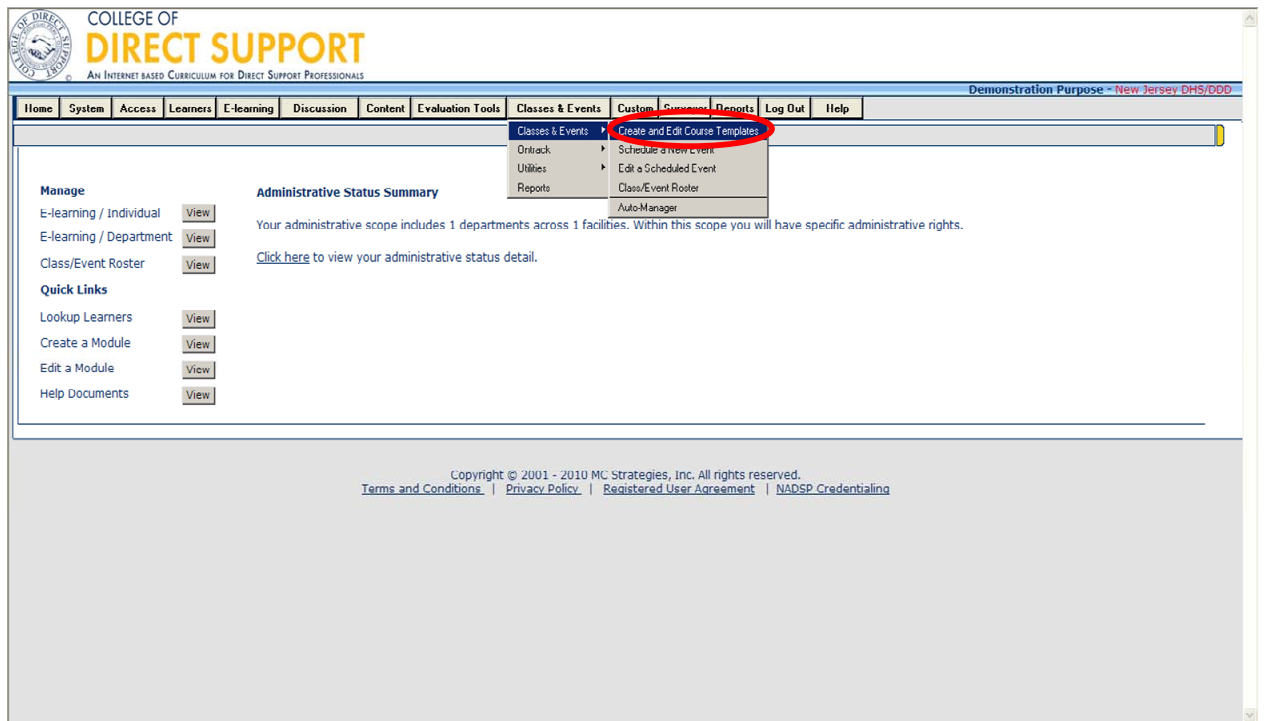 COLLEGE OF
DIRECT SUPPORT
AN INTERNET BASED CURRICULUM FOR DIRECT SUPPORT PROFESSIONALS
Demonstration Purpose - New Jersey DHS/DDD
Home System Access Learners E-learning Discussion Content Evaluation Tools Classes & Events Custom Surveyor Reports Log Out Help
Classes & Events
Ontrack
Utilities
Reports
Create and Edit Course Templates
Schedule a New Event
Edit a Scheduled Event
Class/Event Roster
Auto-Manager
Manage
E-learning / Individual View
E-learning / Department View
Class/Event Roster View
Quick Links
Lookup Learners View
Create a Module View
Edit a Module View
Help Documents View
Administrative Status Summary
Your administrative scope includes 1 departments across 1 facilities. Within this scope you will have specific administrative rights.
Click here to view your administrative status detail.
Copyright © 2001 - 2010 MC Strategies, Inc. All rights reserved.
Terms and Conditions | Privacy Policy | Registered User Agreement | NADSP Credentialing